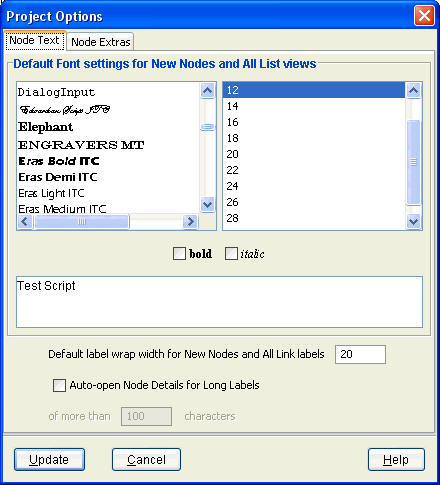 Project Options
Node Text Node Extras
Default Font settings for New Nodes and All List views
DialogInput
Edwardian Script ITC
Elephant
ENGRAVERS MT
Eras Bold ITC
Eras Demi ITC
Eras Light ITC
Eras Medium ITC
12
14
16
18
20
22
24
26
28
bold italic
Test Script
Default label wrap width for New Nodes and All Link labels 20
Auto-open Node Details for Long Labels
of more than 100 characters
Update Cancel Help